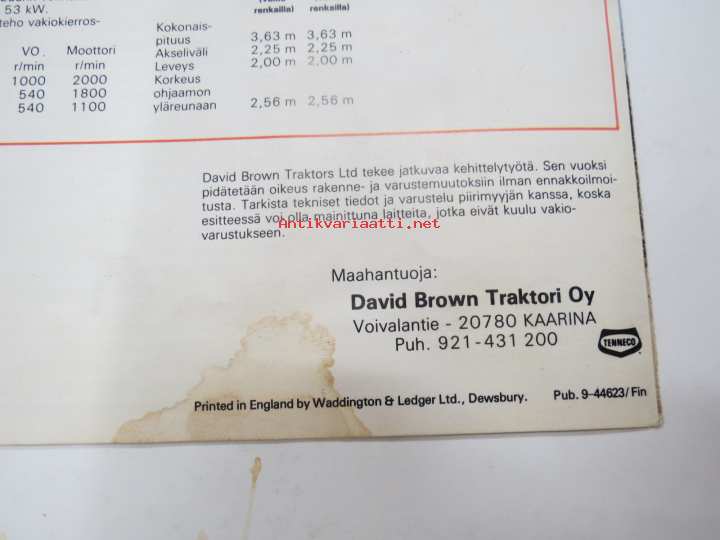 53 kW.
teho vakiokierros-
VO. Moottori
r/min r/min
1000 2000
540 1800
540 1100
renkailla) renkailla)
Kokonais-
pituus 3,63 m 3,63 m
Akseliväli 2,25 m 2,25 m
Leveys 2,00 m 2,00 m
Korkeus
ohjaamon
yläreunaan 2,56 m 2,56 m
David Brown Traktors Ltd tekee jatkuvaa kehittelytyötä. Sen vuoksi
pidätetään oikeus rakenne- ja varustemuutoksiin ilman ennakkoilmoi-
tusta. Tarkista tekniset tiedot ja varustelu piirimyyjän kanssa, koska
esitteessä voi olla mainittuna laitteita, jotka eivät kuulu vakio-
varustukseen.
Antikvariaatti.net
Maahantuoja:
David Brown Traktori Oy
Voivalantie - 20780 KAARINA
Puh. 921-431 200
TENNECO
Printed in England by Waddington & Ledger Ltd., Dewsbury. Pub. 9-44623/Fin